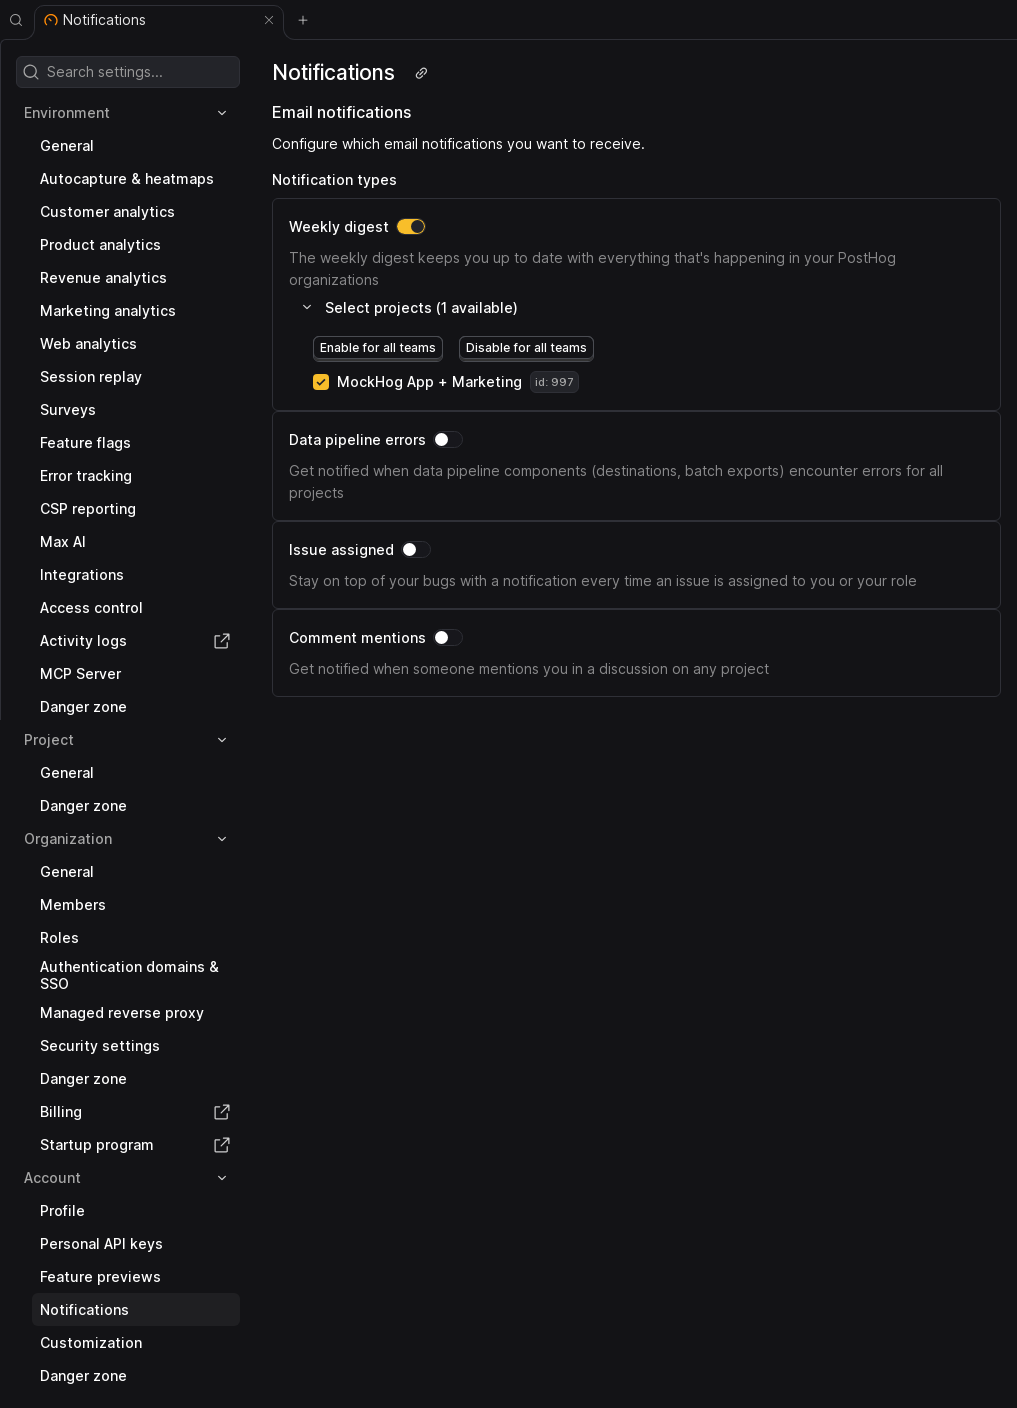 Notifications
Search settings...
Environment
General
Autocapture & heatmaps
Customer analytics
Product analytics
Revenue analytics
Marketing analytics
Web analytics
Session replay
Surveys
Feature flags
Error tracking
CSP reporting
Max AI
Integrations
Access control
Activity logs
MCP Server
Danger zone
Project
General
Danger zone
Organization
General
Members
Roles
Authentication domains &
SSO
Managed reverse proxy
Security settings
Danger zone
Billing
Startup program
Account
Profile
Personal API keys
Feature previews
Notifications
Customization
Danger zone
Notifications
Email notifications
Configure which email notifications you want to receive.
Notification types
Weekly digest
The weekly digest keeps you up to date with everything that's happening in your PostHog
organizations
Select projects (1 available)
Enable for all teams Disable for all teams
MockHog App + Marketing id: 997
Data pipeline errors
Get notified when data pipeline components (destinations, batch exports) encounter errors for all
projects
Issue assigned
Stay on top of your bugs with a notification every time an issue is assigned to you or your role
Comment mentions
Get notified when someone mentions you in a discussion on any project